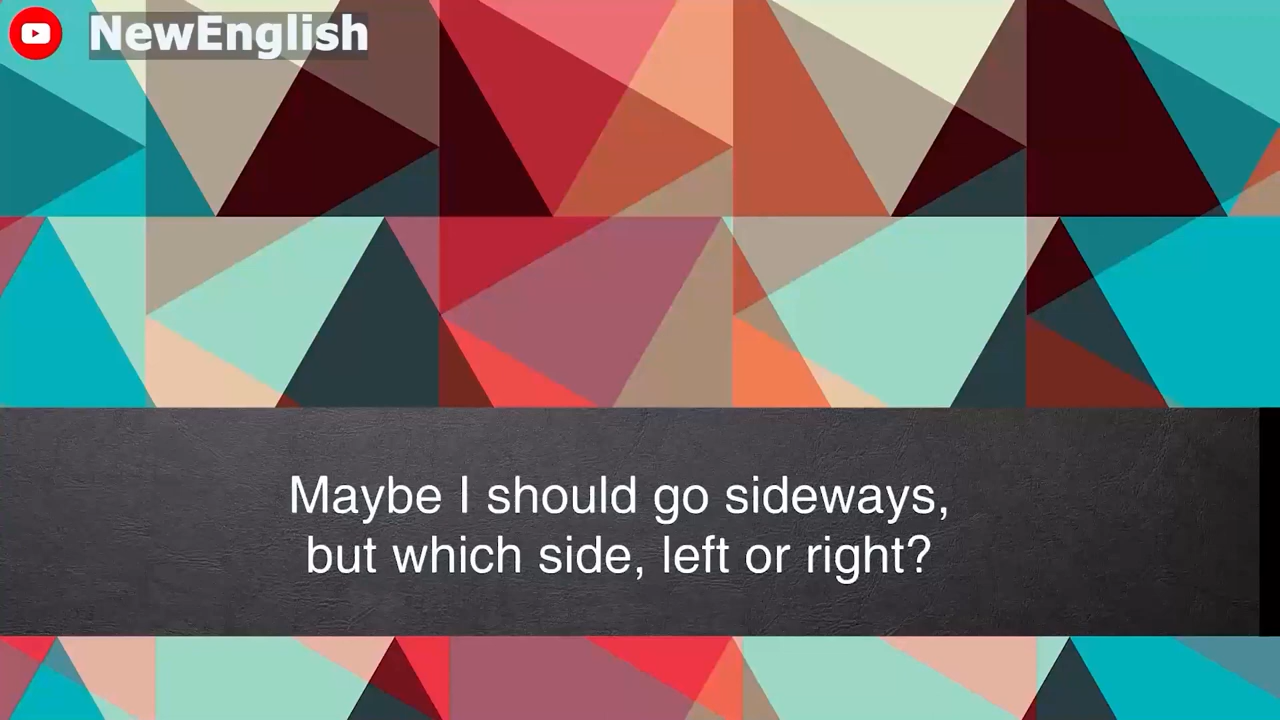 NewEnglish
Maybe I should go sideways,
but which side, left or right?